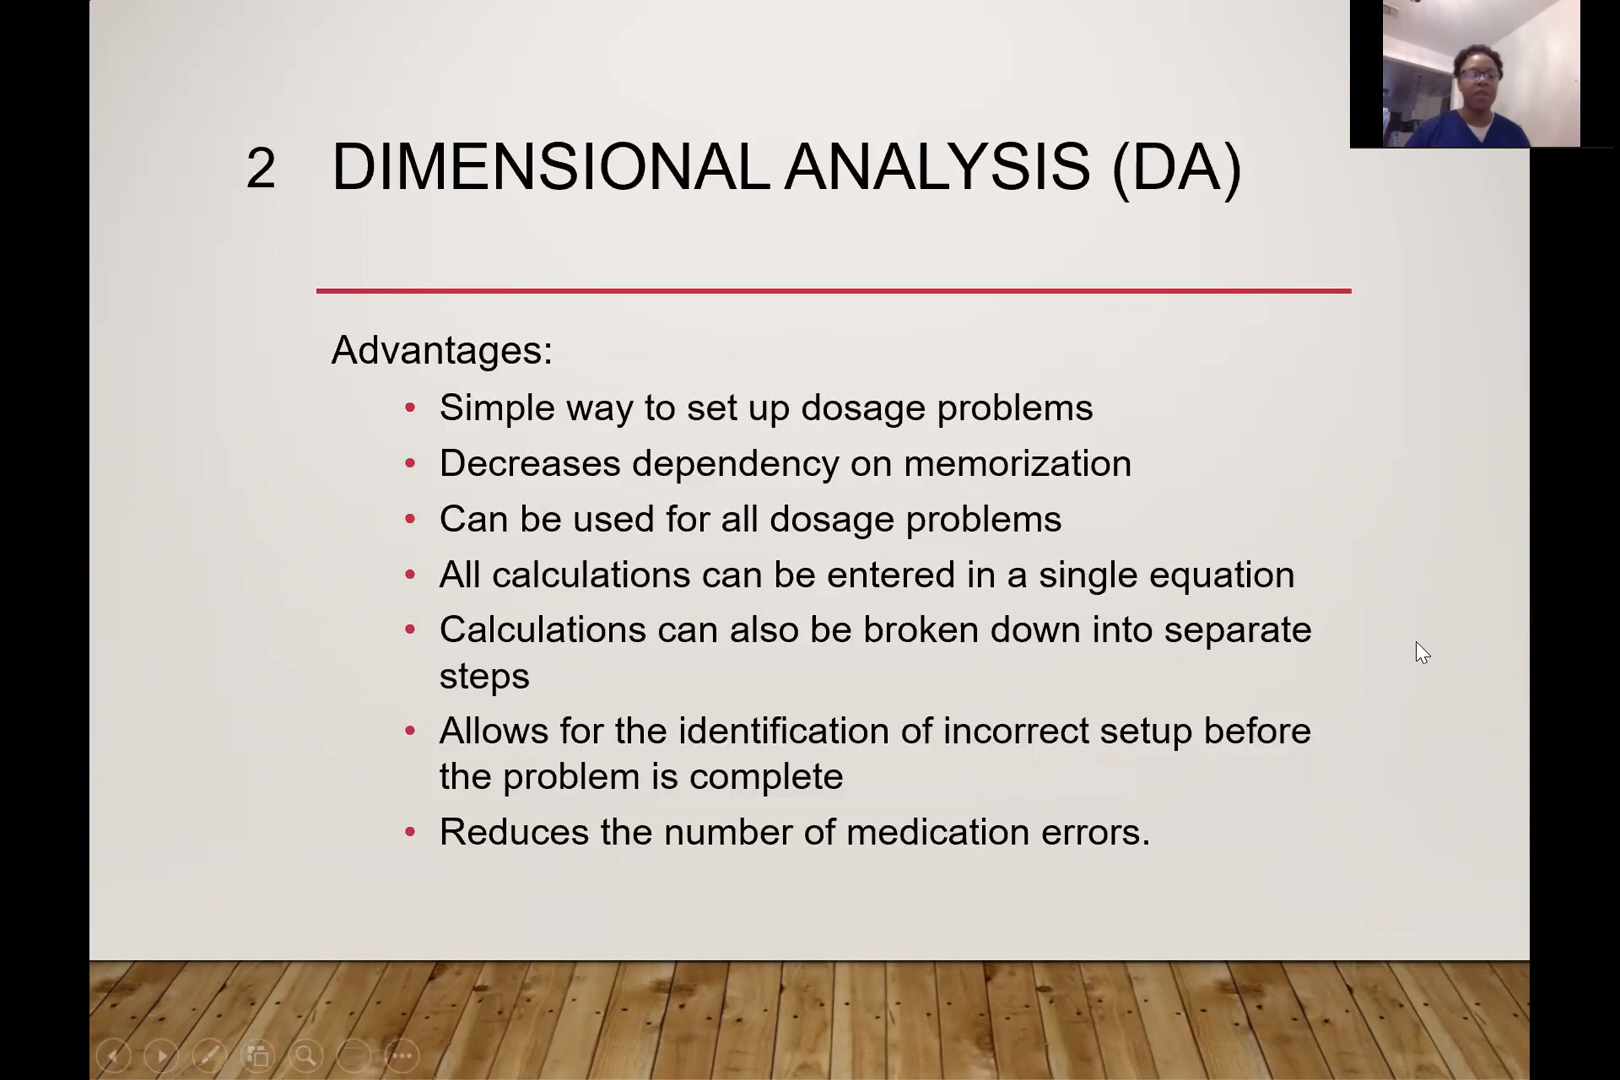 2 DIMENSIONAL ANALYSIS (DA)
Advantages:
• Simple way to set up dosage problems
• Decreases dependency on memorization
• Can be used for all dosage problems
• All calculations can be entered in a single equation
• Calculations can also be broken down into separate
steps
• Allows for the identification of incorrect setup before
the problem is complete
• Reduces the number of medication errors.